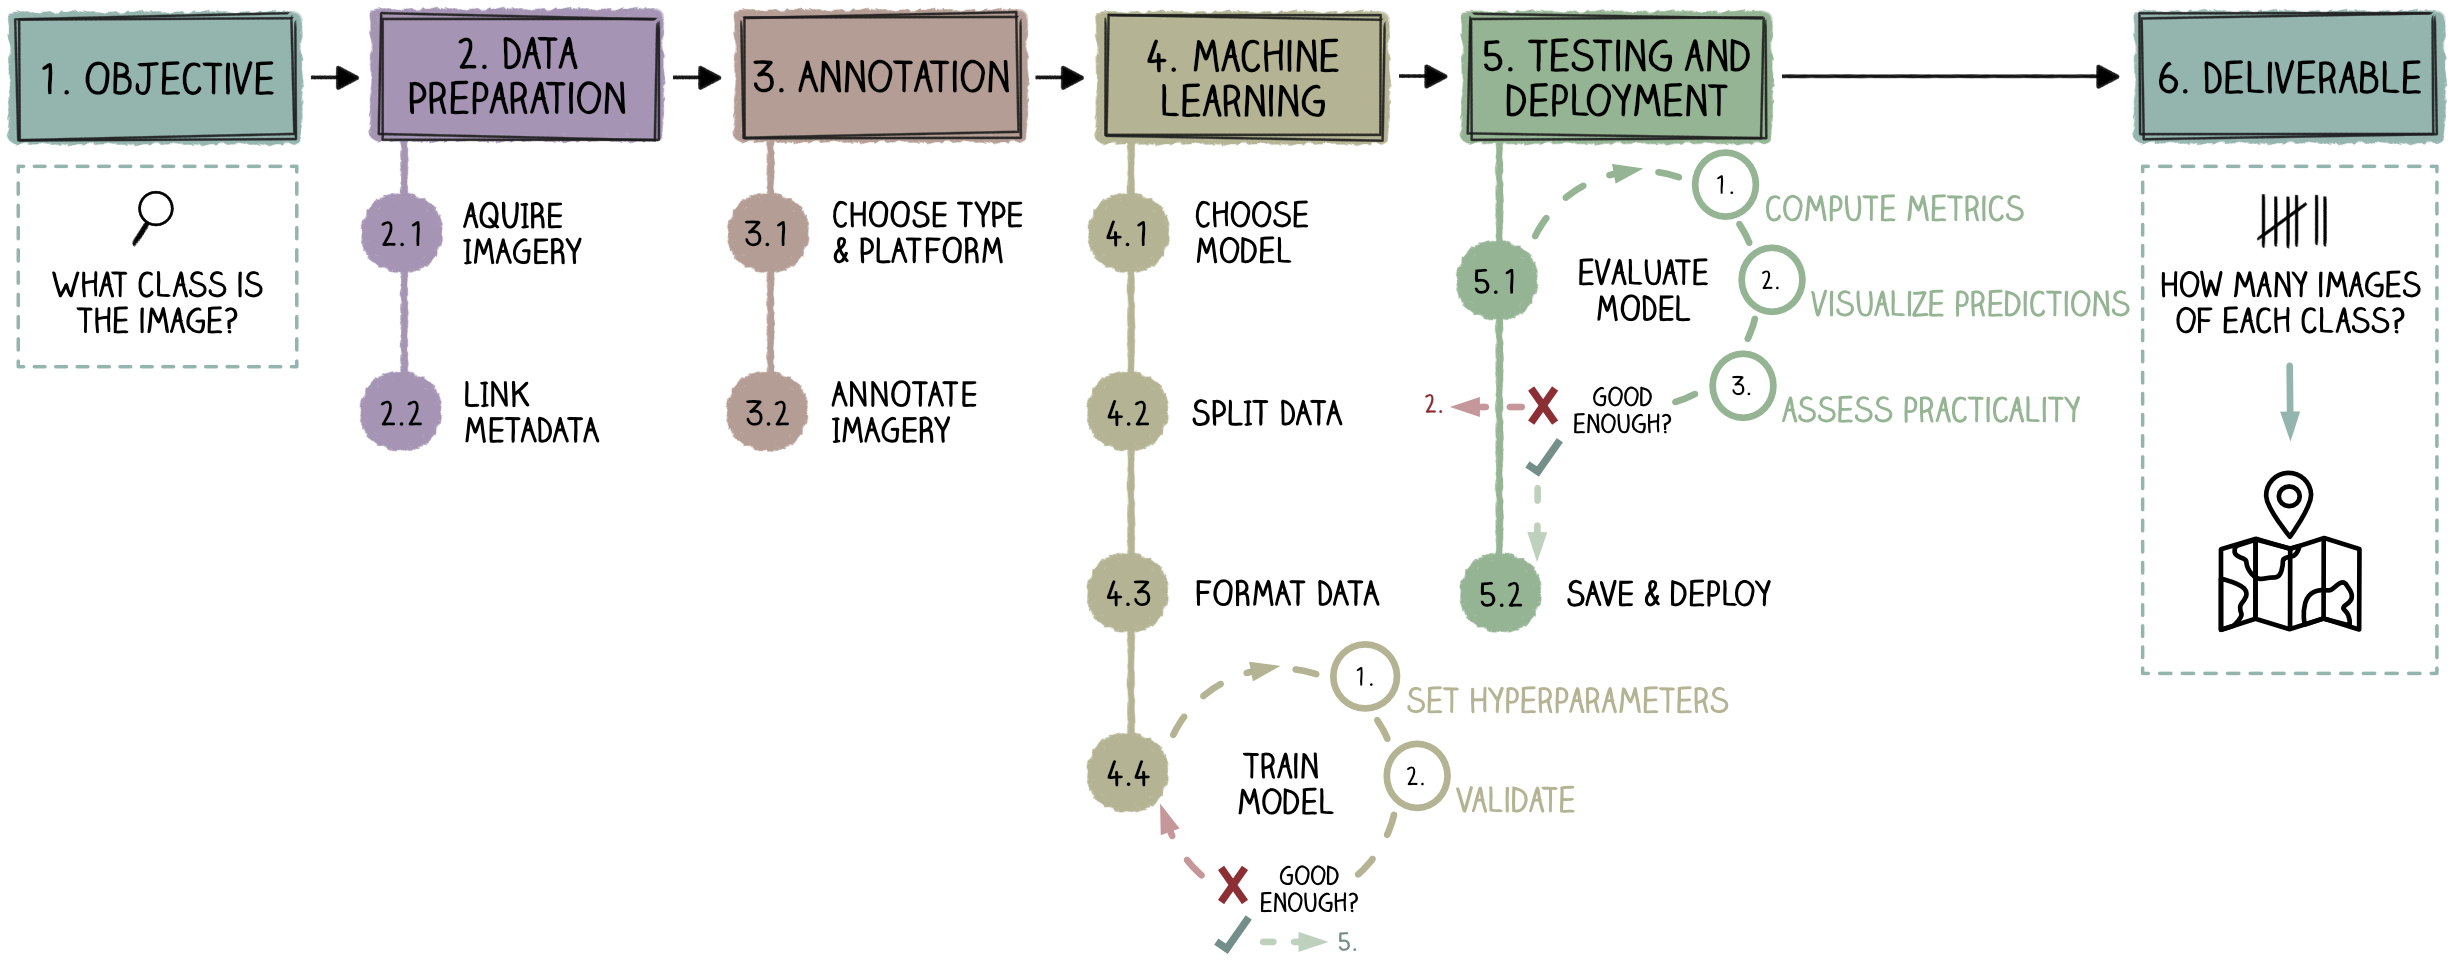 1. OBJECTIVE
WHAT CLASS IS
THE IMAGE?
2. DATA
PREPARATION
2.1
AQUIRE
IMAGERY
2.2
LINK
METADATA
3. ANNOTATION
3.1
CHOOSE TYPE
& PLATFORM
3.2
ANNOTATE
IMAGERY
4. MACHINE
LEARNING
4.1
CHOOSE
MODEL
4.2
SPLIT DATA
4.3
FORMAT DATA
4.4
TRAIN
MODEL
1.
SET HYPERPARAMETERS
2.
VALIDATE
GOOD
ENOUGH?
5.
5. TESTING AND
DEPLOYMENT
5.1
EVALUATE
MODEL
1.
COMPUTE METRICS
2.
VISUALIZE PREDICTIONS
3.
ASSESS PRACTICALITY
GOOD
ENOUGH?
2.
5.2
SAVE & DEPLOY
6. DELIVERABLE
HOW MANY IMAGES
OF EACH CLASS?